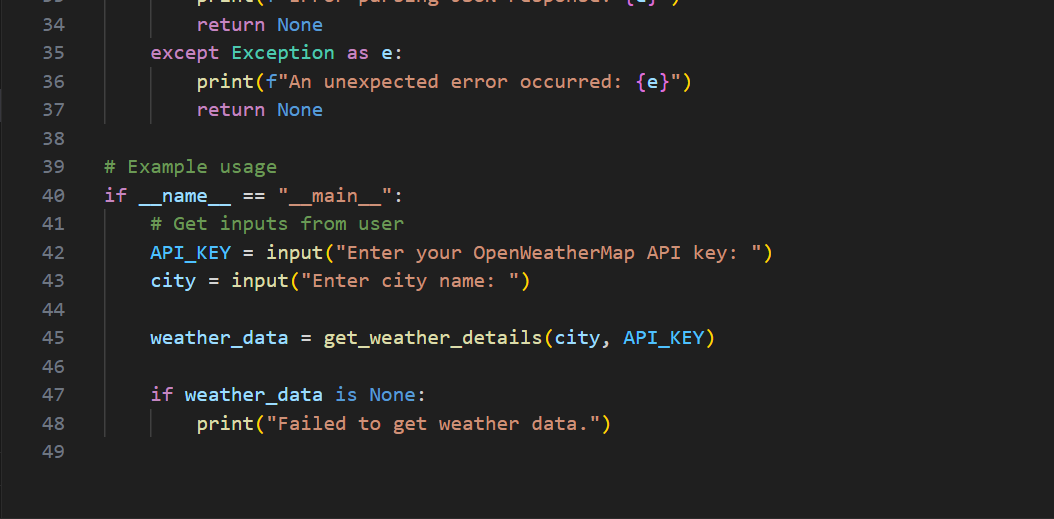 34 return None
35 except Exception as e:
36 print(f"An unexpected error occurred: {e}")
37 return None
38
39 # Example usage
40 if __name__ == "__main__":
41 # Get inputs from user
42 API_KEY = input("Enter your OpenWeatherMap API key: ")
43 city = input("Enter city name: ")
44
45 weather_data = get_weather_details(city, API_KEY)
46
47 if weather_data is None:
48 print("Failed to get weather data.")
49